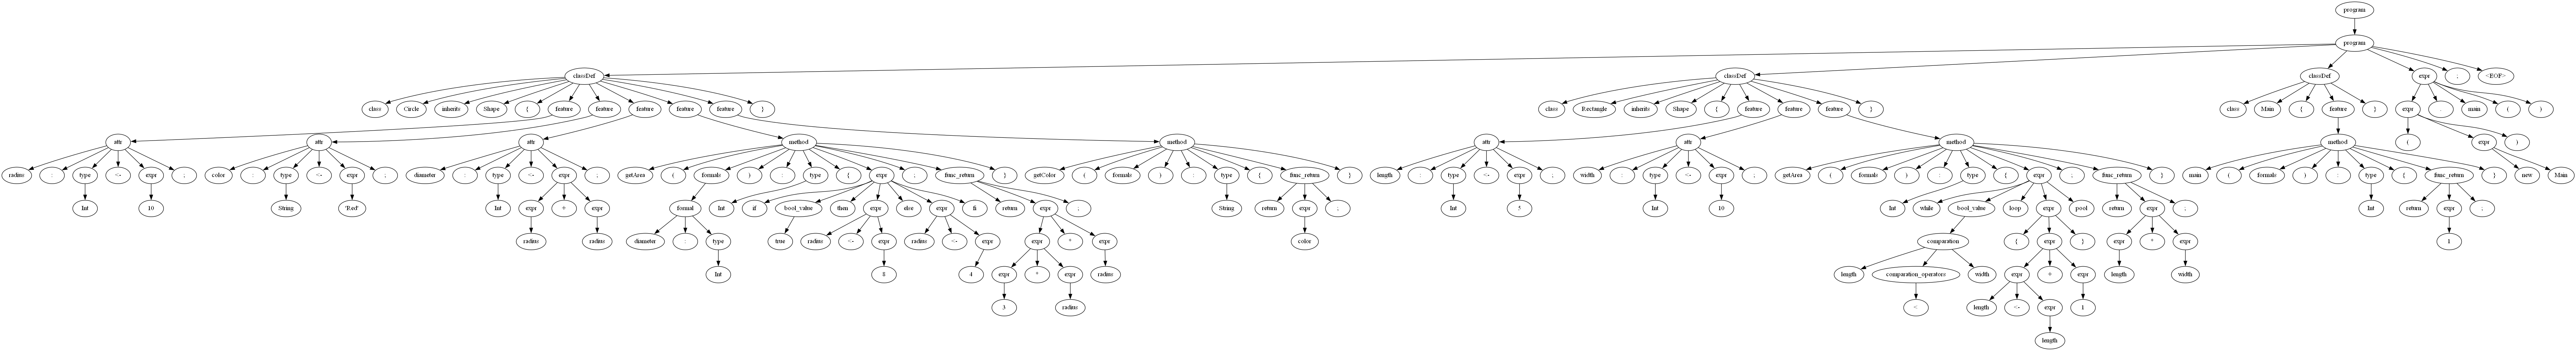 program
program
classDef classDef classDef expr ; <EOF>
class Circle inherits Shape { feature feature feature feature feature } class Rectangle inherits Shape { feature feature feature } class Main { feature } expr . main ( )
attr attr attr method method attr attr method method ( expr )
radius : type <- expr ; color : type <- expr ; diameter : type <- expr ; getArea ( formals ) : type { expr ; func_return } getColor ( formals ) : type { func_return } length : type <- expr ; width : type <- expr ; getArea ( formals ) : type { expr ; func_return } main ( formals ) : type { func_return } new Main
Int 10 String 'Red' Int expr + expr formal Int if bool_value then expr else expr fi return expr ; String return expr ; Int 5 Int 10 Int while bool_value loop expr pool return expr ; Int return expr ;
radius radius diameter : type true radius <- expr radius <- expr expr * expr color comparation { expr } expr * expr 1
Int 8 4 expr * expr radius length comparation_operators width expr + expr length width
3 radius < length <- expr 1
length